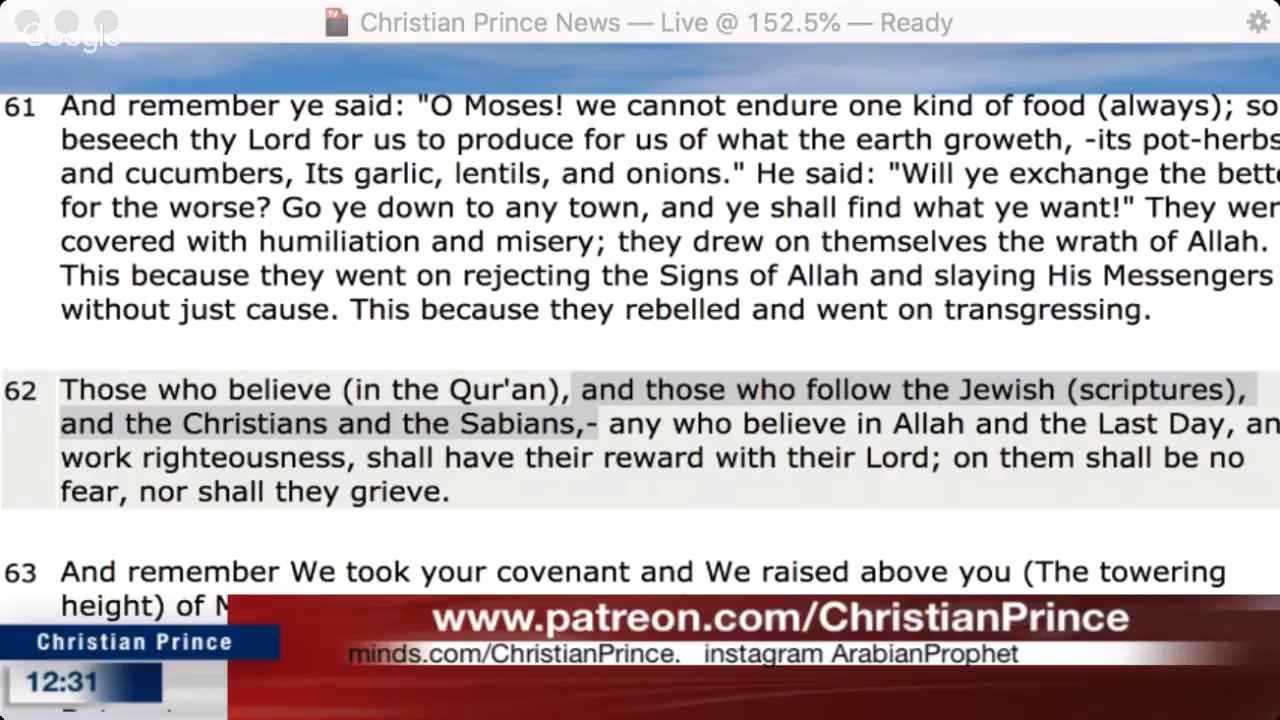 Christian Prince News — Live @ 152.5% — Ready
TV
Google
61 And remember ye said: "O Moses! we cannot endure one kind of food (always); so
beseech thy Lord for us to produce for us of what the earth groweth, -its pot-herbs
and cucumbers, Its garlic, lentils, and onions." He said: "Will ye exchange the bette
for the worse? Go ye down to any town, and ye shall find what ye want!" They wer
covered with humiliation and misery; they drew on themselves the wrath of Allah.
This because they went on rejecting the Signs of Allah and slaying His Messengers
without just cause. This because they rebelled and went on transgressing.
62 Those who believe (in the Qur'an), and those who follow the Jewish (scriptures),
and the Christians and the Sabians,- any who believe in Allah and the Last Day, an
work righteousness, shall have their reward with their Lord; on them shall be no
fear, nor shall they grieve.
63 And remember We took your covenant and We raised above you (The towering
height) of M
www.patreon.com/ChristianPrince
Christian Prince
minds.com/ChristianPrince. instagram ArabianProphet
12:31